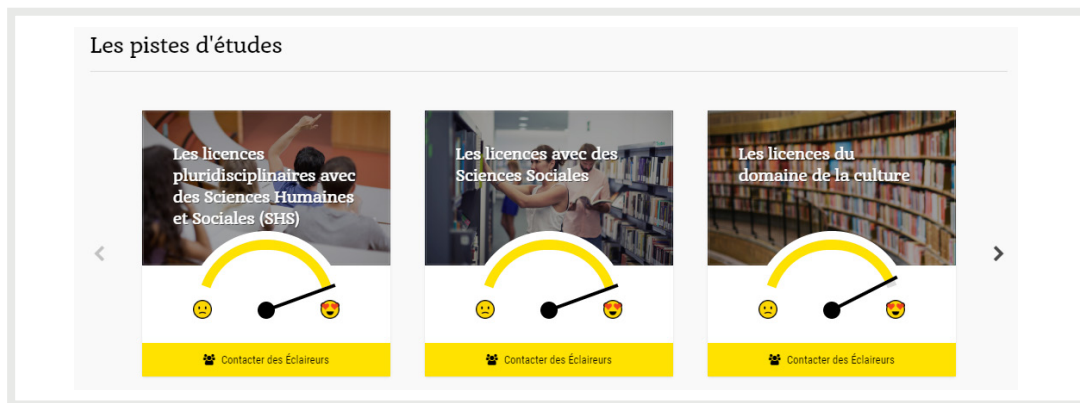 Les pistes d'études
Les licences
pluridisciplinaires avec
des Sciences Humaines
et Sociales (SHS)
Les licences avec des
Sciences Sociales
Les licences du
domaine de la culture
Contacter des Éclaireurs
Contacter des Éclaireurs
Contacter des Éclaireurs